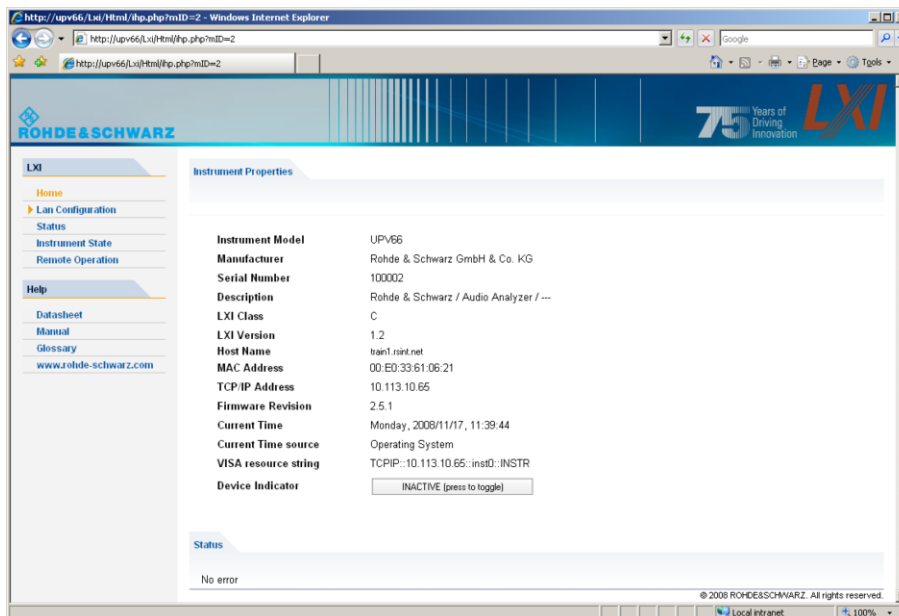 http://upv66/Lxi/Html/ihp.php?mID=2 - Windows Internet Explorer
http://upv66/Lxi/Html/ihp.php?mID=2
Google
http://upv66/Lxi/Html/ihp.php?mID=2
Page Tools
ROHDE&SCHWARZ
75 Years of Driving Innovation
LXI
LXI
Home
Lan Configuration
Status
Instrument State
Remote Operation
Help
Datasheet
Manual
Glossary
www.rohde-schwarz.com
Instrument Properties
Instrument Model UPV66
Manufacturer Rohde & Schwarz GmbH & Co. KG
Serial Number 100002
Description Rohde & Schwarz / Audio Analyzer / ---
LXI Class C
LXI Version 1.2
Host Name train1.rsint.net
MAC Address 00:E0:33:61:06:21
TCP/IP Address 10.113.10.65
Firmware Revision 2.5.1
Current Time Monday, 2008/11/17, 11:39:44
Current Time source Operating System
VISA resource string TCPIP::10.113.10.65::inst0::INSTR
Device Indicator INACTIVE (press to toggle)
Status
No error
© 2008 ROHDE&SCHWARZ. All rights reserved.
Local intranet 100%